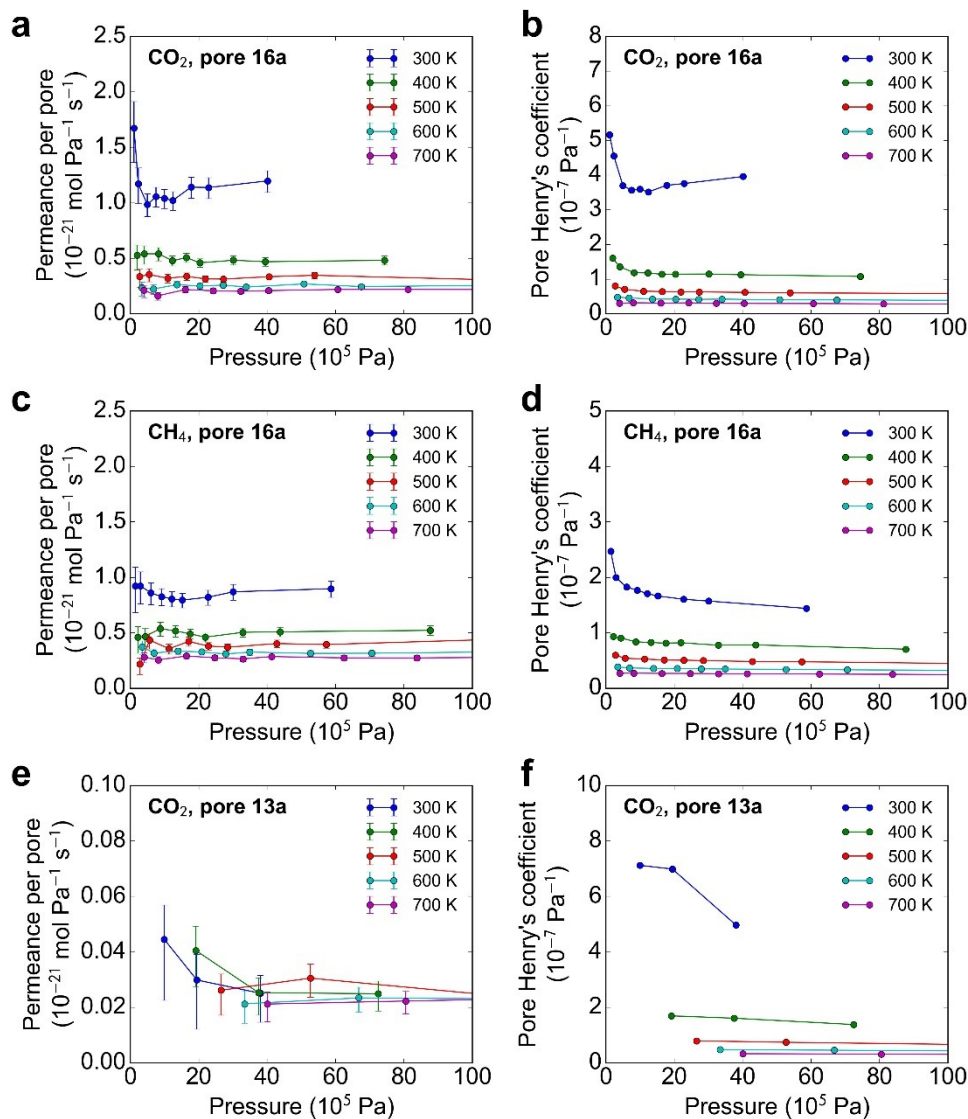 a
CO₂, pore 16a
300 K
400 K
500 K
600 K
700 K
Permeance per pore
(10⁻²¹ mol Pa⁻¹ s⁻¹)
2.5
2.0
1.5
1.0
0.5
0.0
0 20 40 60 80 100
Pressure (10⁵ Pa)
b
CO₂, pore 16a
300 K
400 K
500 K
600 K
700 K
Pore Henry's coefficient
(10⁻⁷ Pa⁻¹)
8
7
6
5
4
3
2
1
0
0 20 40 60 80 100
Pressure (10⁵ Pa)
c
CH₄, pore 16a
300 K
400 K
500 K
600 K
700 K
Permeance per pore
(10⁻²¹ mol Pa⁻¹ s⁻¹)
2.5
2.0
1.5
1.0
0.5
0.0
0 20 40 60 80 100
Pressure (10⁵ Pa)
d
CH₄, pore 16a
300 K
400 K
500 K
600 K
700 K
Pore Henry's coefficient
(10⁻⁷ Pa⁻¹)
5
4
3
2
1
0
0 20 40 60 80 100
Pressure (10⁵ Pa)
e
CO₂, pore 13a
300 K
400 K
500 K
600 K
700 K
Permeance per pore
(10⁻²¹ mol Pa⁻¹ s⁻¹)
0.10
0.08
0.06
0.04
0.02
0.00
0 20 40 60 80 100
Pressure (10⁵ Pa)
f
CO₂, pore 13a
300 K
400 K
500 K
600 K
700 K
Pore Henry's coefficient
(10⁻⁷ Pa⁻¹)
10
8
6
4
2
0
0 20 40 60 80 100
Pressure (10⁵ Pa)